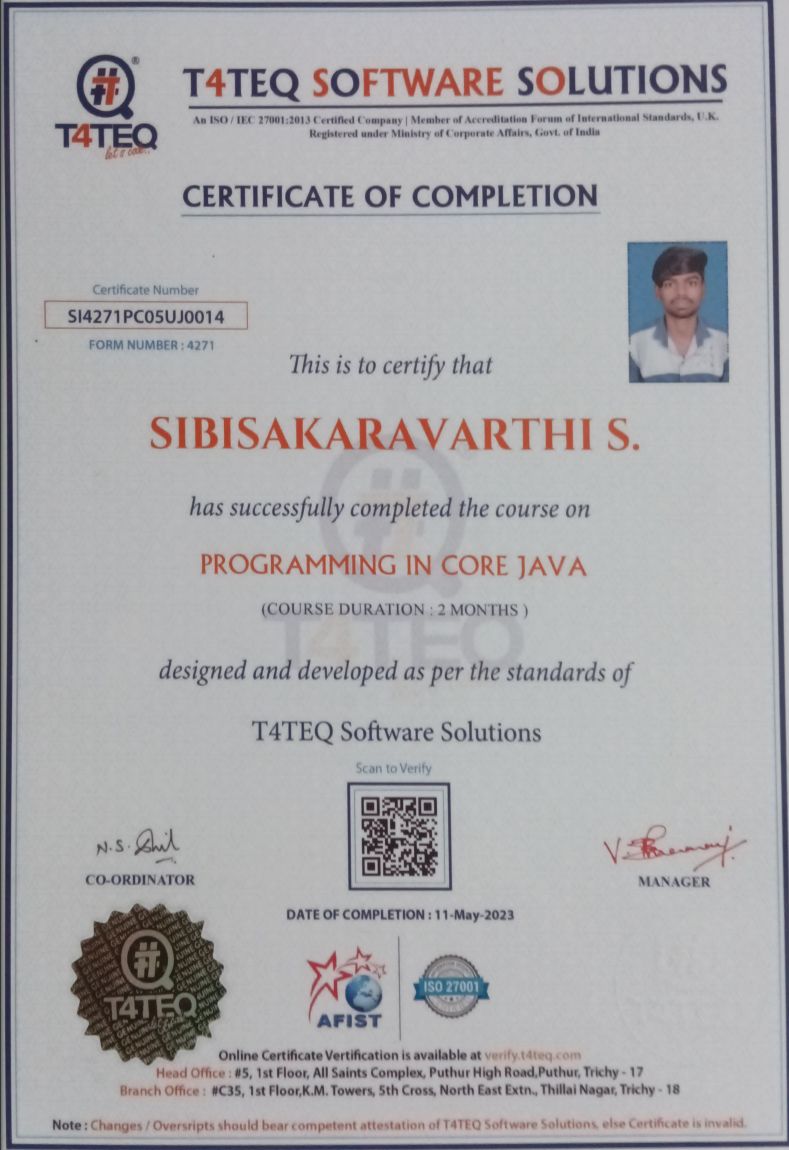 T4TEQ SOFTWARE SOLUTIONS
An ISO / IEC 27001:2013 Certified Company | Member of Accreditation Forum of International Standards, U.K.
Registered under Ministry of Corporate Affairs, Govt. of India
T4TEQ
let's code..
CERTIFICATE OF COMPLETION
Certificate Number
SI4271PC05UJ0014
FORM NUMBER : 4271
This is to certify that
SIBISAKARAVARTHI S.
has successfully completed the course on
PROGRAMMING IN CORE JAVA
(COURSE DURATION : 2 MONTHS )
designed and developed as per the standards of
T4TEQ Software Solutions
Scan to Verify
CO-ORDINATOR
MANAGER
DATE OF COMPLETION : 11-May-2023
T4TEQ
AFIST
ISO 27001
Online Certificate Vertification is available at verify.t4teq.com
Head Office : #5, 1st Floor, All Saints Complex, Puthur High Road,Puthur, Trichy - 17
Branch Office : #C35, 1st Floor,K.M. Towers, 5th Cross, North East Extn., Thillai Nagar, Trichy - 18
Note : Changes / Oversripts should bear competent attestation of T4TEQ Software Solutions, else Certificate is invalid.